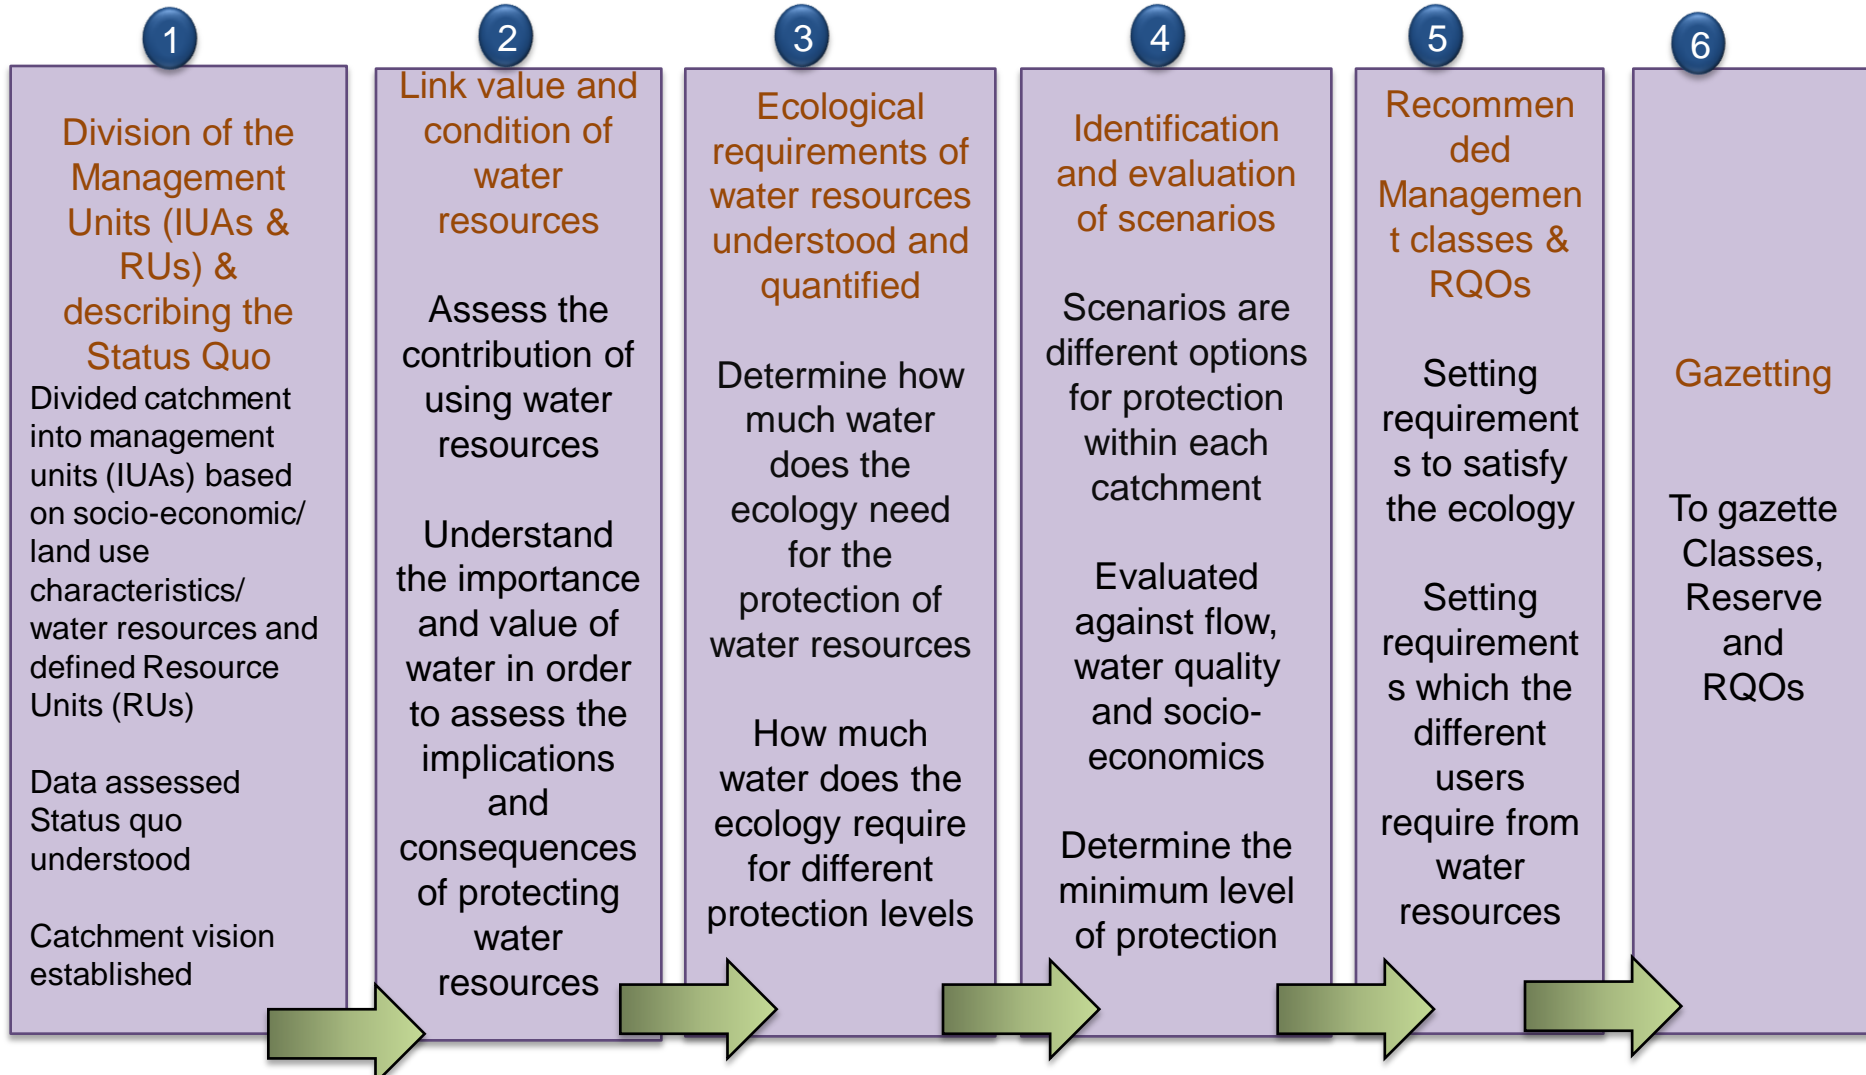 1
Division of the
Management
Units (IUAs &
RUs) &
describing the
Status Quo
Divided catchment
into management
units (IUAs) based
on socio-economic/
land use
characteristics/
water resources and
defined Resource
Units (RUs)
Data assessed
Status quo
understood
Catchment vision
established
2
Link value and
condition of
water
resources
Assess the
contribution of
using water
resources
Understand
the importance
and value of
water in order
to assess the
implications
and
consequences
of protecting
water
resources
3
Ecological
requirements of
water resources
understood and
quantified
Determine how
much water
does the
ecology need
for the
protection of
water resources
How much
water does the
ecology require
for different
protection levels
4
Identification
and evaluation
of scenarios
Scenarios are
different options
for protection
within each
catchment
Evaluated
against flow,
water quality
and socio-
economics
Determine the
minimum level
of protection
5
Recommen
ded
Managemen
t classes &
RQOs
Setting
requirement
s to satisfy
the ecology
Setting
requirement
s which the
different
users
require from
water
resources
6
Gazetting
To gazette
Classes,
Reserve
and
RQOs